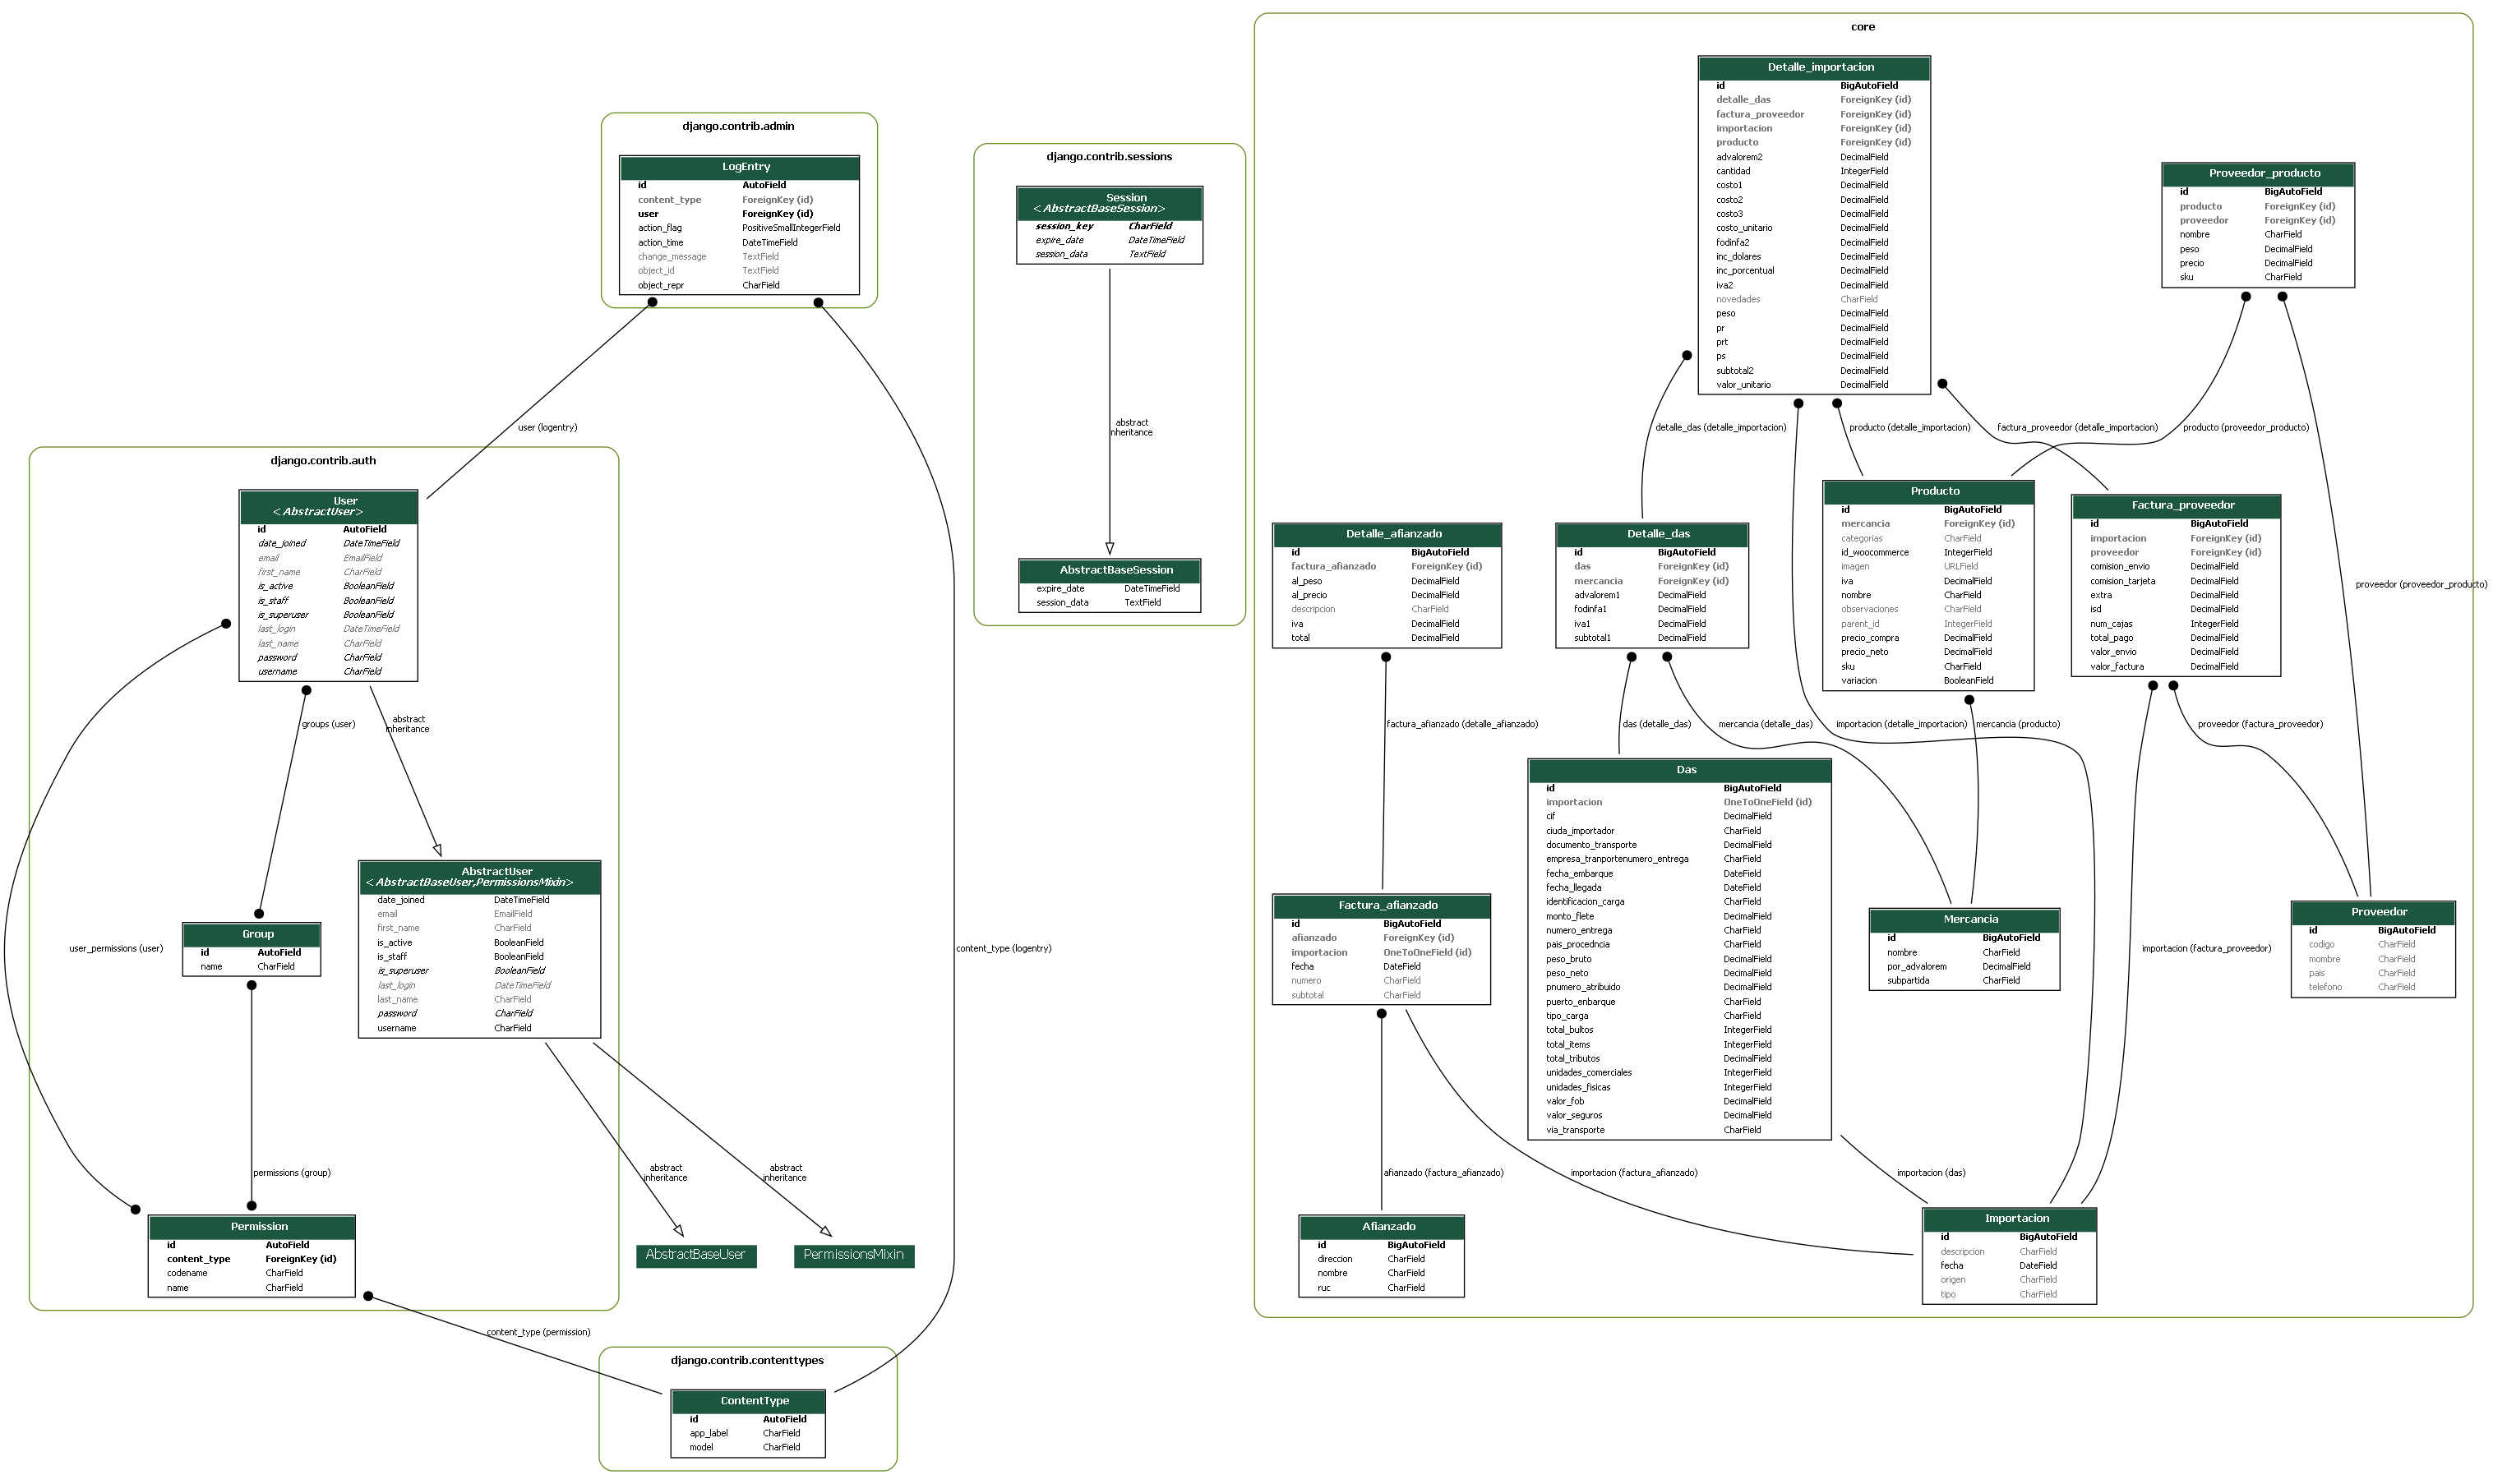 core
Detalle_importacion
id BigAutoField
detalle_das ForeignKey (id)
factura_proveedor ForeignKey (id)
importacion ForeignKey (id)
producto ForeignKey (id)
advalorem2 DecimalField
cantidad IntegerField
costo1 DecimalField
costo2 DecimalField
costo3 DecimalField
costo_unitario DecimalField
fodinfa2 DecimalField
inc_dolares DecimalField
inc_porcentual DecimalField
iva2 DecimalField
novedades CharField
peso DecimalField
pr DecimalField
prt DecimalField
ps DecimalField
subtotal2 DecimalField
valor_unitario DecimalField
Proveedor_producto
id BigAutoField
producto ForeignKey (id)
proveedor ForeignKey (id)
nombre CharField
peso DecimalField
precio DecimalField
sku CharField
django.contrib.admin
LogEntry
id AutoField
content_type ForeignKey (id)
user ForeignKey (id)
action_flag PositiveSmallIntegerField
action_time DateTimeField
change_message TextField
object_id TextField
object_repr CharField
django.contrib.sessions
Session
<AbstractBaseSession>
session_key CharField
expire_date DateTimeField
session_data TextField
user (logentry)
abstract
inheritance
detalle_das (detalle_importacion)
producto (detalle_importacion)
factura_proveedor (detalle_importacion)
producto (proveedor_producto)
django.contrib.auth
User
<AbstractUser>
id AutoField
date_joined DateTimeField
email EmailField
first_name CharField
is_active BooleanField
is_staff BooleanField
is_superuser BooleanField
last_login DateTimeField
last_name CharField
password CharField
username CharField
AbstractBaseSession
expire_date DateTimeField
session_data TextField
Detalle_afianzado
id BigAutoField
factura_afianzado ForeignKey (id)
al_peso DecimalField
al_precio DecimalField
descripcion CharField
iva DecimalField
total DecimalField
Detalle_das
id BigAutoField
das ForeignKey (id)
mercancia ForeignKey (id)
advalorem1 DecimalField
fodinfa1 DecimalField
iva1 DecimalField
subtotal1 DecimalField
Producto
id BigAutoField
mercancia ForeignKey (id)
categorias CharField
id_woocommerce IntegerField
imagen URLField
iva DecimalField
nombre CharField
observaciones CharField
parent_id IntegerField
precio_compra DecimalField
precio_neto DecimalField
sku CharField
variacion BooleanField
Factura_proveedor
id BigAutoField
importacion ForeignKey (id)
proveedor ForeignKey (id)
comision_envio DecimalField
comision_tarjeta DecimalField
extra DecimalField
isd DecimalField
num_cajas IntegerField
total_pago DecimalField
valor_envio DecimalField
valor_factura DecimalField
proveedor (proveedor_producto)
groups (user)
abstract
inheritance
factura_afianzado (detalle_afianzado)
das (detalle_das)
mercancia (detalle_das)
importacion (detalle_importacion)
mercancia (producto)
proveedor (factura_proveedor)
Das
id BigAutoField
importacion OneToOneField (id)
cif DecimalField
ciuda_importador CharField
documento_transporte DecimalField
empresa_tranportenumero_entrega CharField
fecha_embarque DateField
fecha_llegada DateField
identificacion_carga CharField
monto_flete DecimalField
numero_entrega CharField
pais_procedncia CharField
peso_bruto DecimalField
peso_neto DecimalField
pnumero_atribuido DecimalField
puerto_enbarque CharField
tipo_carga CharField
total_bultos IntegerField
total_items IntegerField
total_tributos DecimalField
unidades_comerciales IntegerField
unidades_fisicas IntegerField
valor_fob DecimalField
valor_seguros DecimalField
via_transporte CharField
AbstractUser
<AbstractBaseUser,PermissionsMixin>
date_joined DateTimeField
email EmailField
first_name CharField
is_active BooleanField
is_staff BooleanField
is_superuser BooleanField
last_login DateTimeField
last_name CharField
password CharField
username CharField
user_permissions (user)
Group
id AutoField
name CharField
content_type (logentry)
Factura_afianzado
id BigAutoField
afianzado ForeignKey (id)
importacion OneToOneField (id)
fecha DateField
numero CharField
subtotal CharField
Mercancia
id BigAutoField
nombre CharField
por_advalorem DecimalField
subpartida CharField
importacion (factura_proveedor)
Proveedor
id BigAutoField
codigo CharField
mombre CharField
pais CharField
telefono CharField
permissions (group)
abstract
inheritance
abstract
inheritance
afianzado (factura_afianzado)
importacion (factura_afianzado)
importacion (das)
Permission
id AutoField
content_type ForeignKey (id)
codename CharField
name CharField
AbstractBaseUser
PermissionsMixin
Afianzado
id BigAutoField
direccion CharField
nombre CharField
ruc CharField
Importacion
id BigAutoField
descripcion CharField
fecha DateField
origen CharField
tipo CharField
content_type (permission)
django.contrib.contenttypes
ContentType
id AutoField
app_label CharField
model CharField